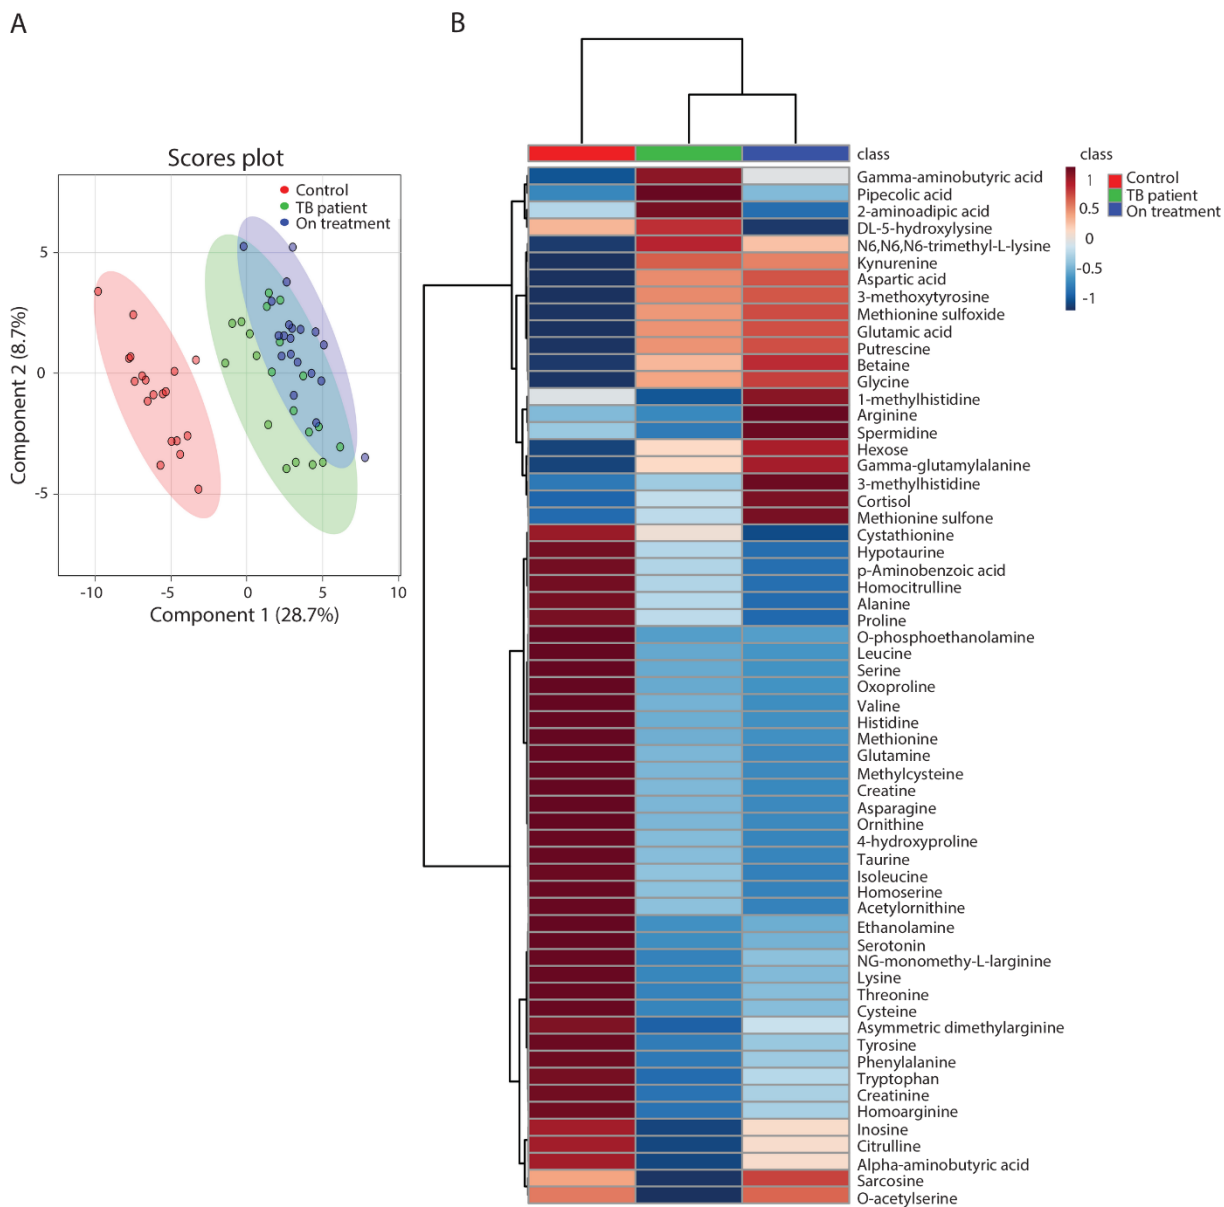 A
B
Scores plot
Control
TB patient
On treatment
5
0
-5
-10
-5
0
5
10
Component 2 (8.7%)
Component 1 (28.7%)
class
Gamma-aminobutyric acid
Pipecolic acid
2-aminoadipic acid
DL-5-hydroxylysine
N6,N6,N6-trimethyl-L-lysine
Kynurenine
Aspartic acid
3-methoxytyrosine
Methionine sulfoxide
Glutamic acid
Putrescine
Betaine
Glycine
1-methylhistidine
Arginine
Spermidine
Hexose
Gamma-glutamylalanine
3-methylhistidine
Cortisol
Methionine sulfone
Cystathionine
Hypotaurine
p-Aminobenzoic acid
Homocitrulline
Alanine
Proline
O-phosphoethanolamine
Leucine
Serine
Oxoproline
Valine
Histidine
Methionine
Glutamine
Methylcysteine
Creatine
Asparagine
Ornithine
4-hydroxyproline
Taurine
Isoleucine
Homoserine
Acetylornithine
Ethanolamine
Serotonin
NG-monomethy-L-larginine
Lysine
Threonine
Cysteine
Asymmetric dimethylarginine
Tyrosine
Phenylalanine
Tryptophan
Creatinine
Homoarginine
Inosine
Citrulline
Alpha-aminobutyric acid
Sarcosine
O-acetylserine
class
1
0.5
0
-0.5
-1
Control
TB patient
On treatment